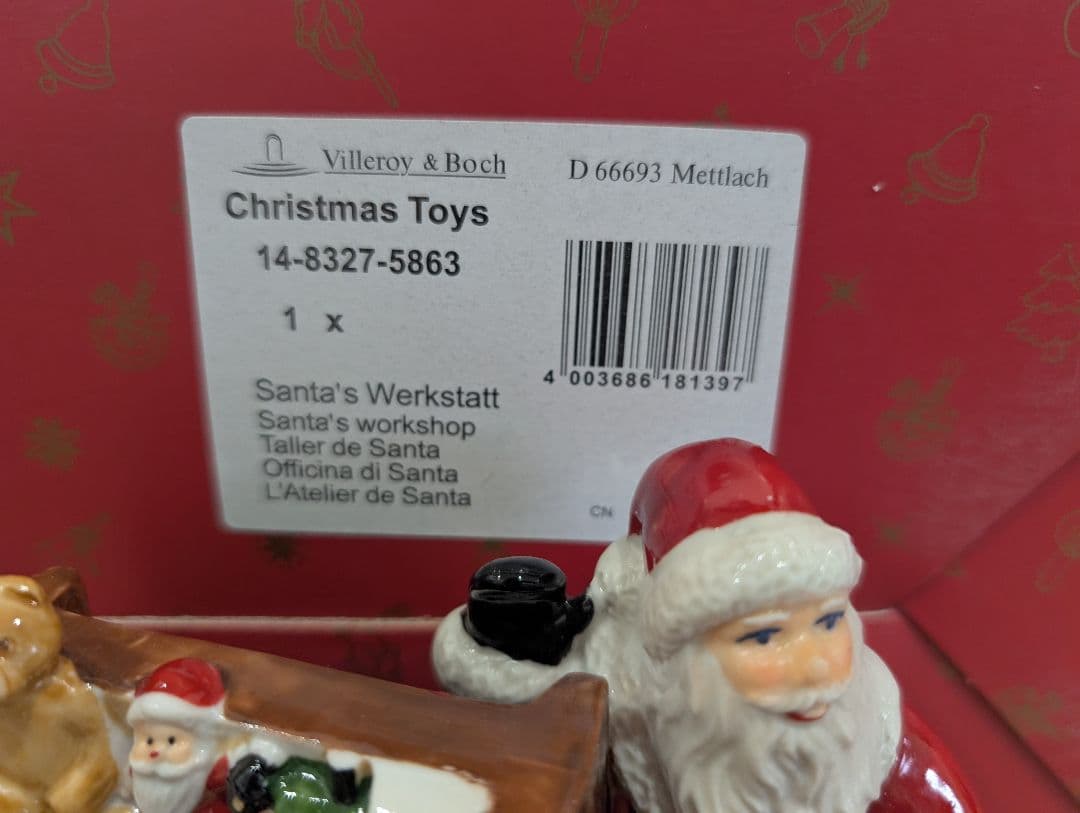 Villeroy & Boch
D 66693 Mettlach
Christmas Toys
14-8327-5863
1 x
4 003686 181397
Santa's Werkstatt
Santa's workshop
Taller de Santa
Officina di Santa
L'Atelier de Santa
CN